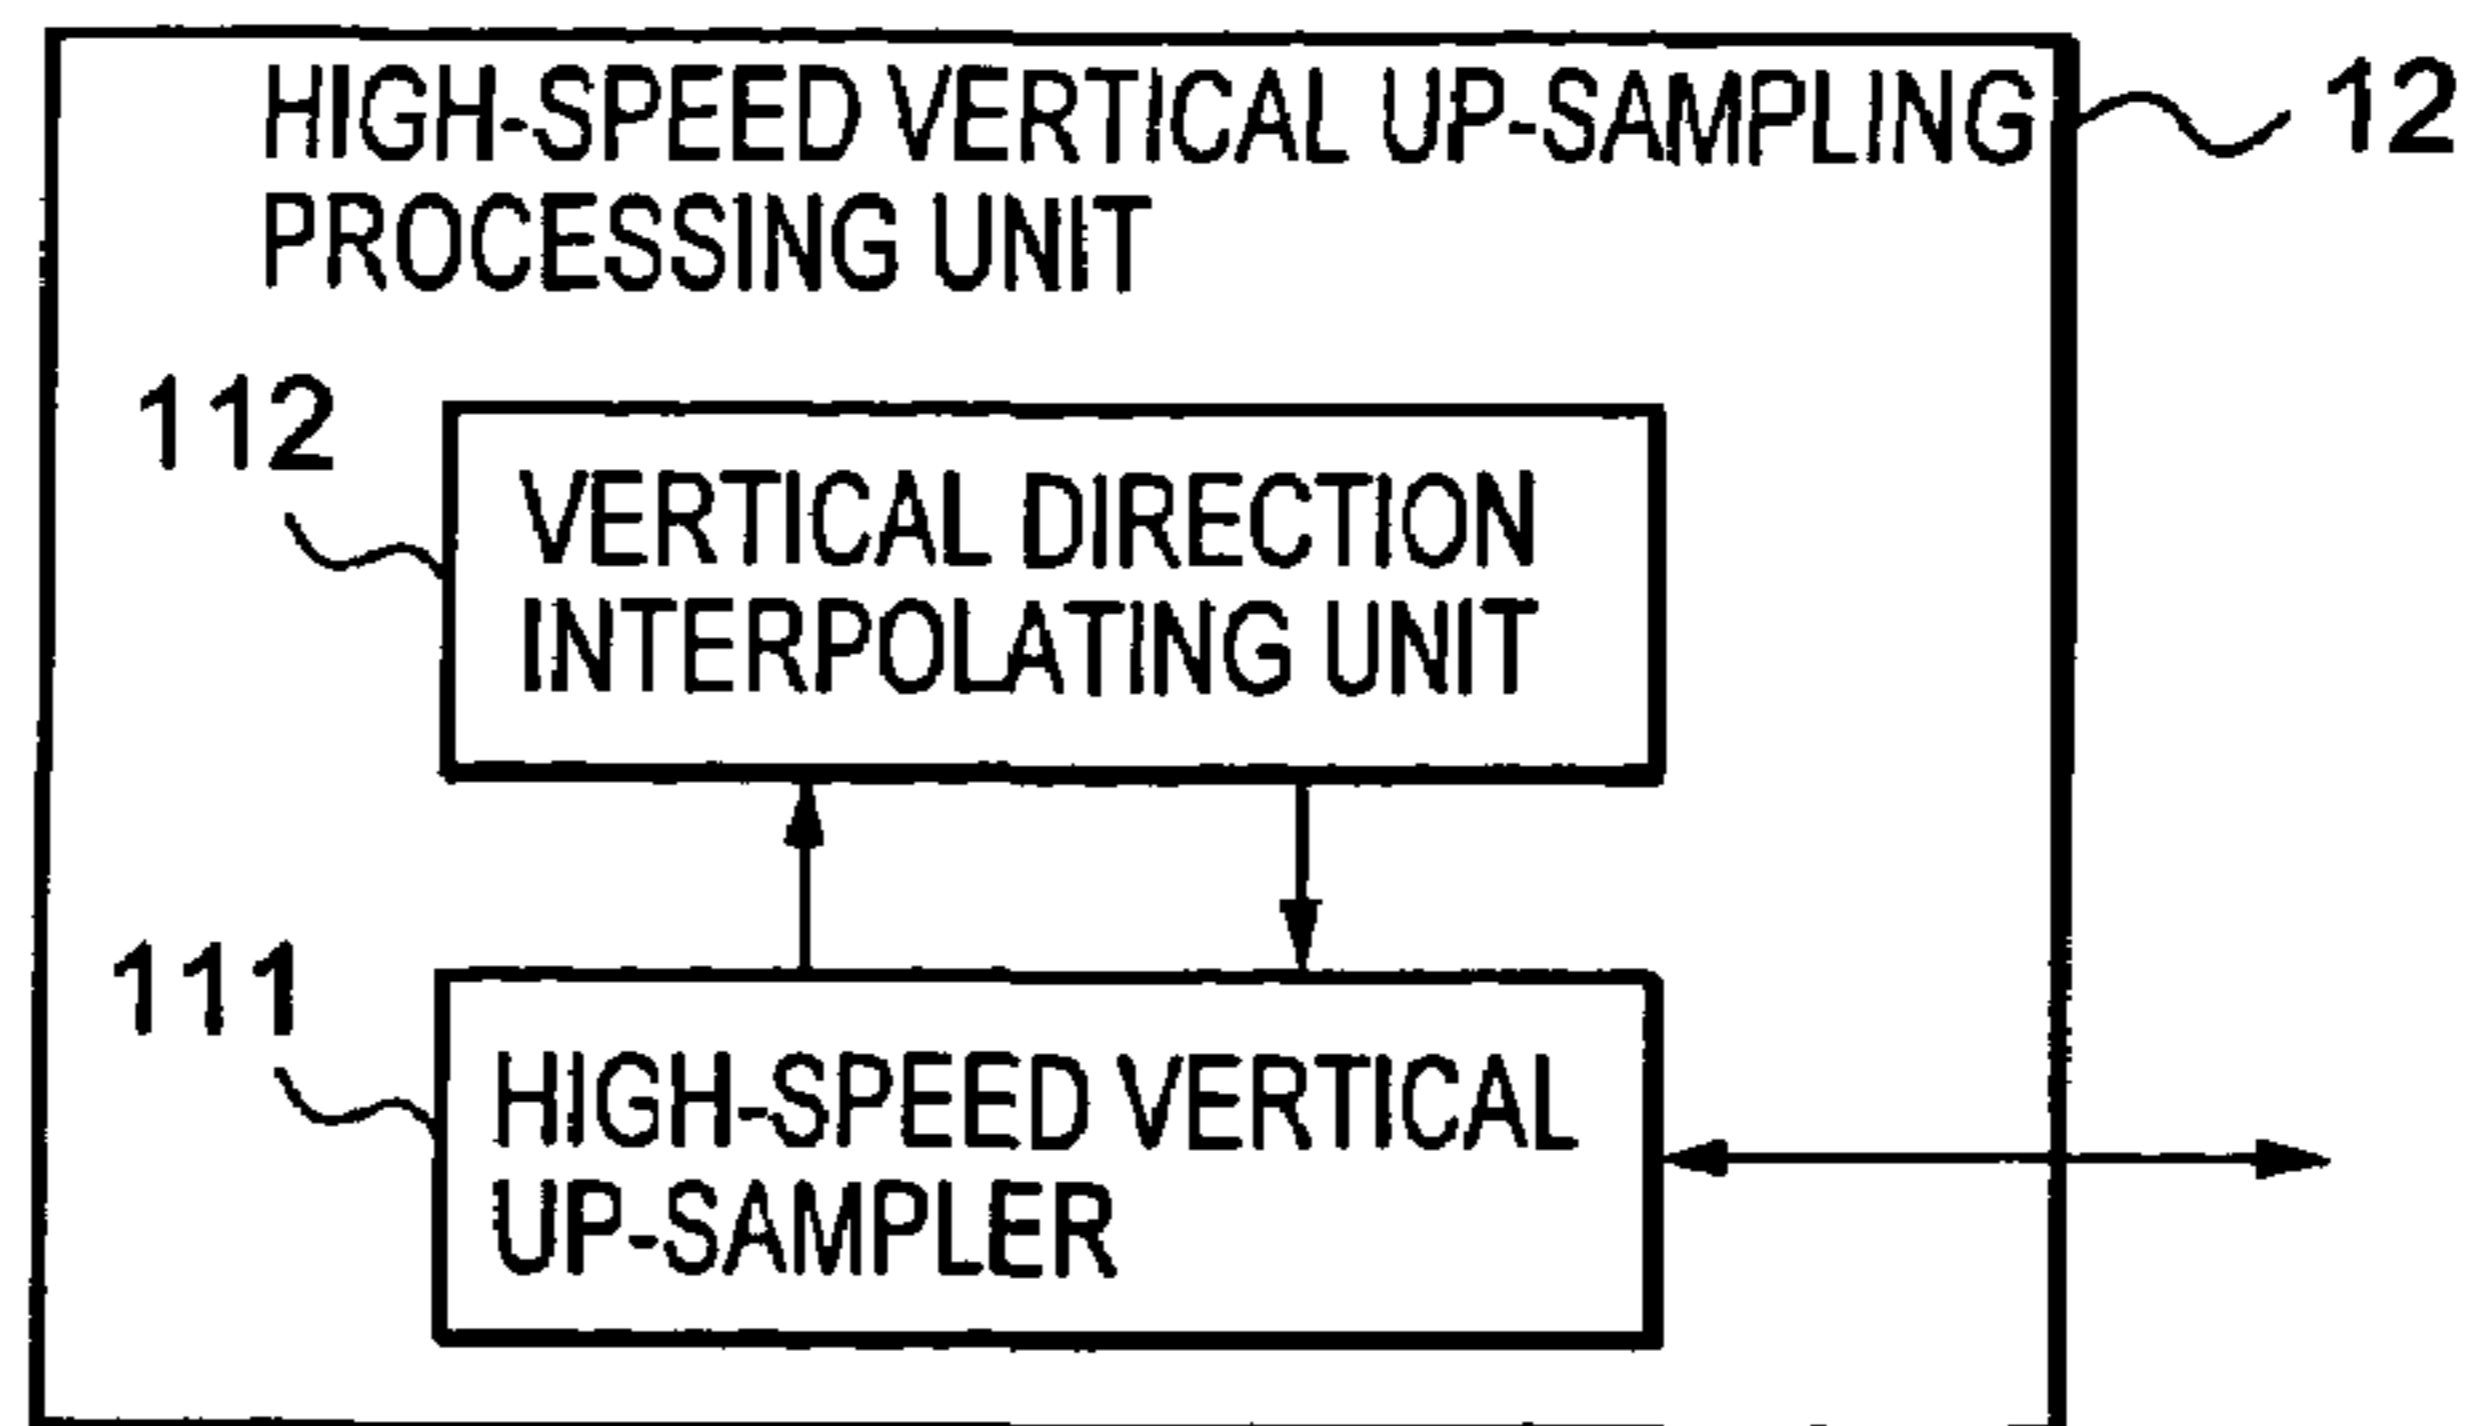 HIGH-SPEED VERTICAL UP-SAMPLING
PROCESSING UNIT
12
112
VERTICAL DIRECTION
INTERPOLATING UNIT
111
HIGH-SPEED VERTICAL
UP-SAMPLER